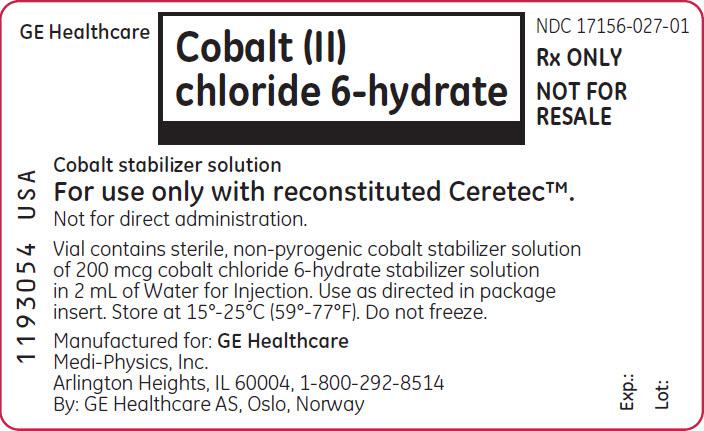 GE Healthcare
Cobalt (II)
chloride 6-hydrate
NDC 17156-027-01
Rx ONLY
NOT FOR
RESALE
Cobalt stabilizer solution
For use only with reconstituted Ceretec™.
Not for direct administration.
Vial contains sterile, non-pyrogenic cobalt stabilizer solution
of 200 mcg cobalt chloride 6-hydrate stabilizer solution
in 2 mL of Water for Injection. Use as directed in package
insert. Store at 15°-25°C (59°-77°F). Do not freeze.
Manufactured for: GE Healthcare
Medi-Physics, Inc.
Arlington Heights, IL 60004, 1-800-292-8514
By: GE Healthcare AS, Oslo, Norway
1193054 USA
Exp.:
Lot: